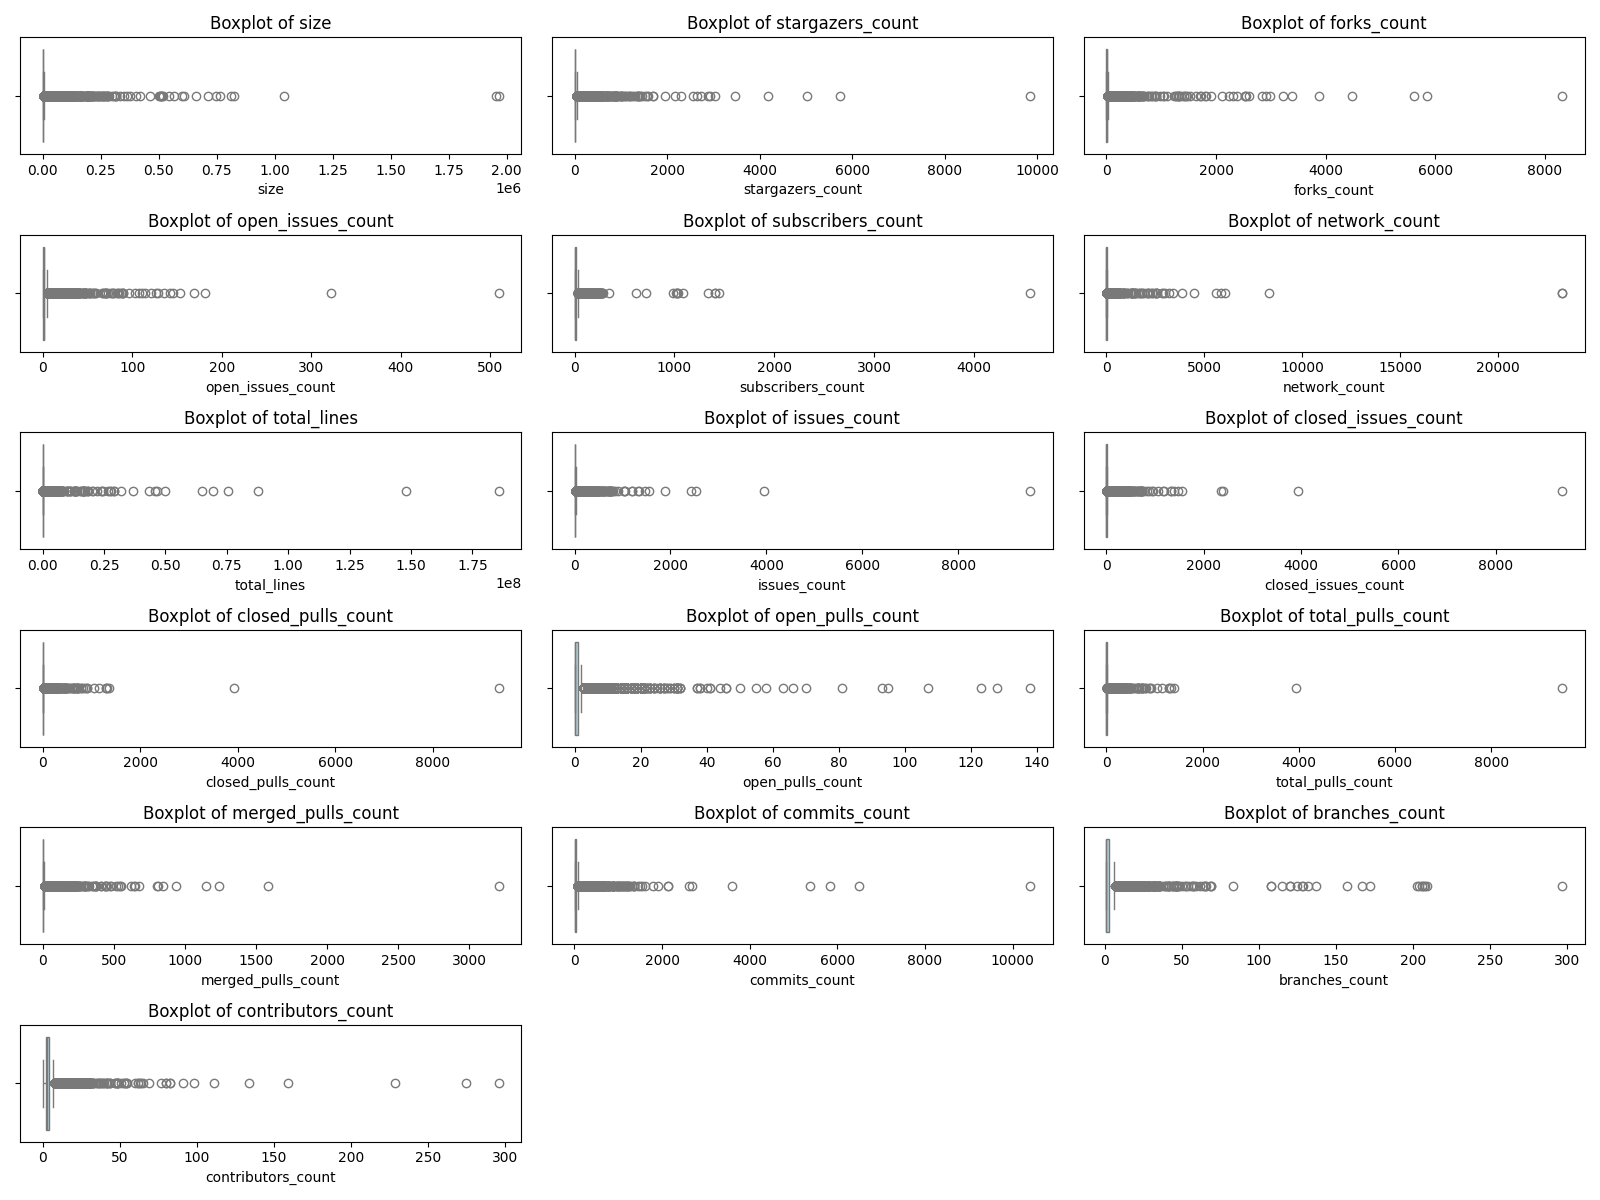 Boxplot of size
0.00 0.25 0.50 0.75 1.00 1.25 1.50 1.75 2.00
1e6
size
Boxplot of stargazers_count
0 2000 4000 6000 8000 10000
stargazers_count
Boxplot of forks_count
0 2000 4000 6000 8000
forks_count
Boxplot of open_issues_count
0 100 200 300 400 500
open_issues_count
Boxplot of subscribers_count
0 1000 2000 3000 4000
subscribers_count
Boxplot of network_count
0 5000 10000 15000 20000
network_count
Boxplot of total_lines
0.00 0.25 0.50 0.75 1.00 1.25 1.50 1.75
1e8
total_lines
Boxplot of issues_count
0 2000 4000 6000 8000
issues_count
Boxplot of closed_issues_count
0 2000 4000 6000 8000
closed_issues_count
Boxplot of closed_pulls_count
0 2000 4000 6000 8000
closed_pulls_count
Boxplot of open_pulls_count
0 20 40 60 80 100 120 140
open_pulls_count
Boxplot of total_pulls_count
0 2000 4000 6000 8000
total_pulls_count
Boxplot of merged_pulls_count
0 500 1000 1500 2000 2500 3000
merged_pulls_count
Boxplot of commits_count
0 2000 4000 6000 8000 10000
commits_count
Boxplot of branches_count
0 50 100 150 200 250 300
branches_count
Boxplot of contributors_count
0 50 100 150 200 250 300
contributors_count